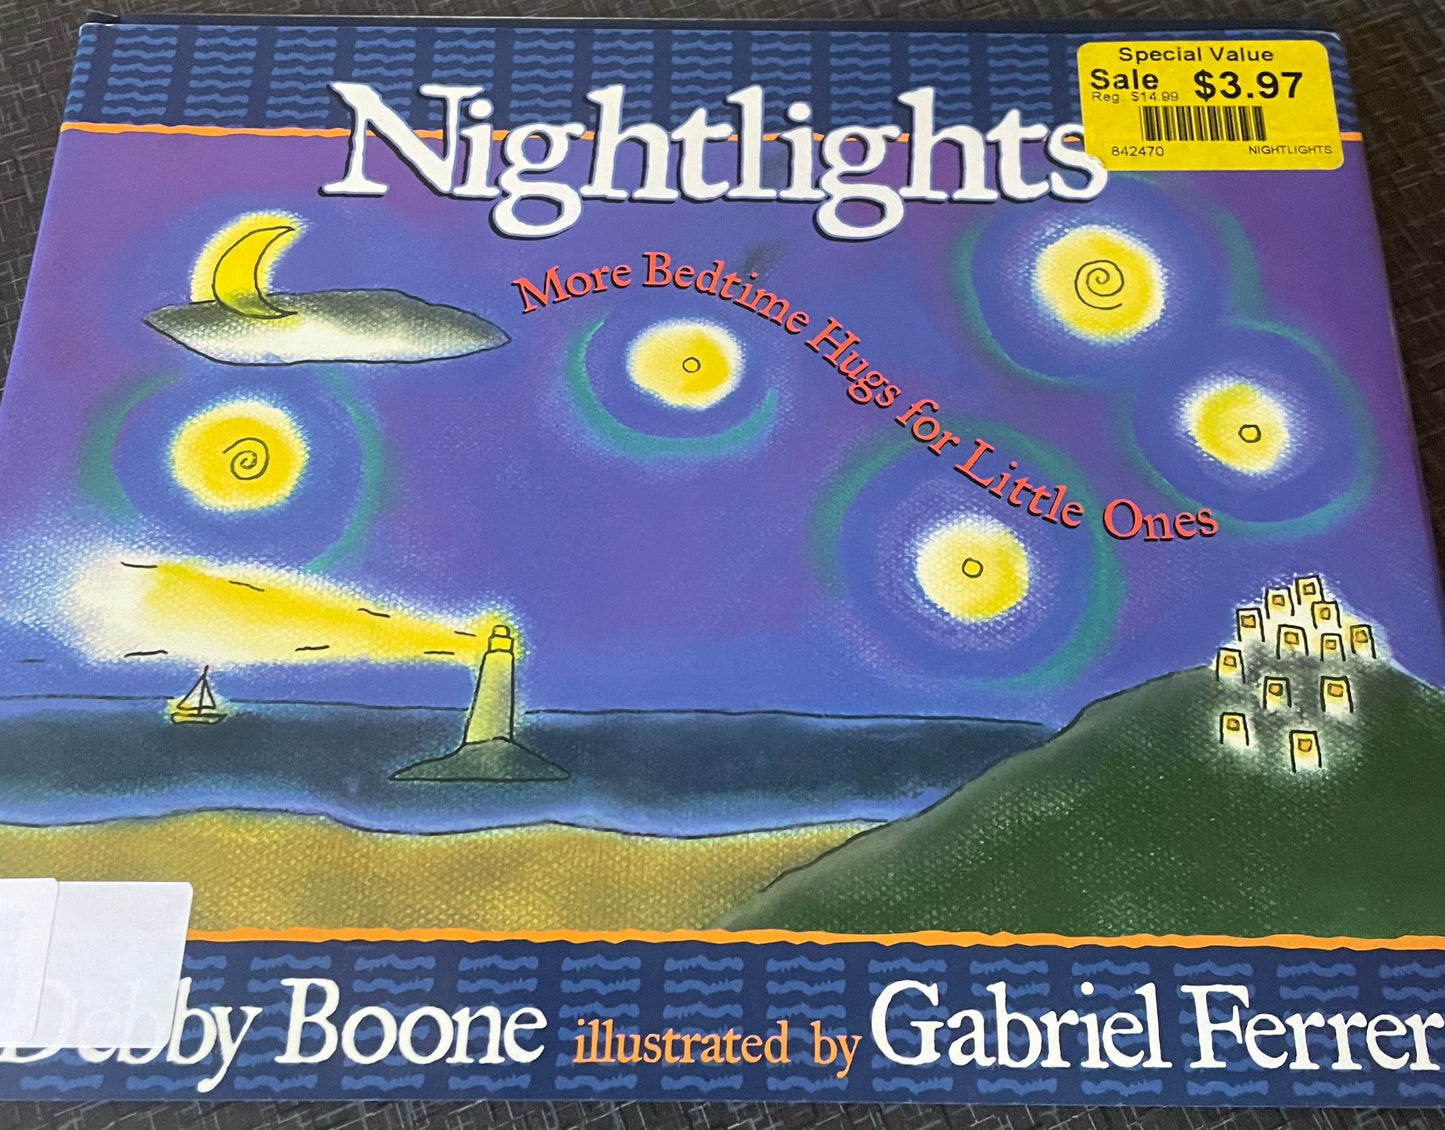 Nightlights
Special Value
Sale $3.97
Reg. $14.99
842470 NIGHTLIGHTS
More Bedtime Hugs for Little Ones
Debby Boone illustrated by Gabriel Ferrer